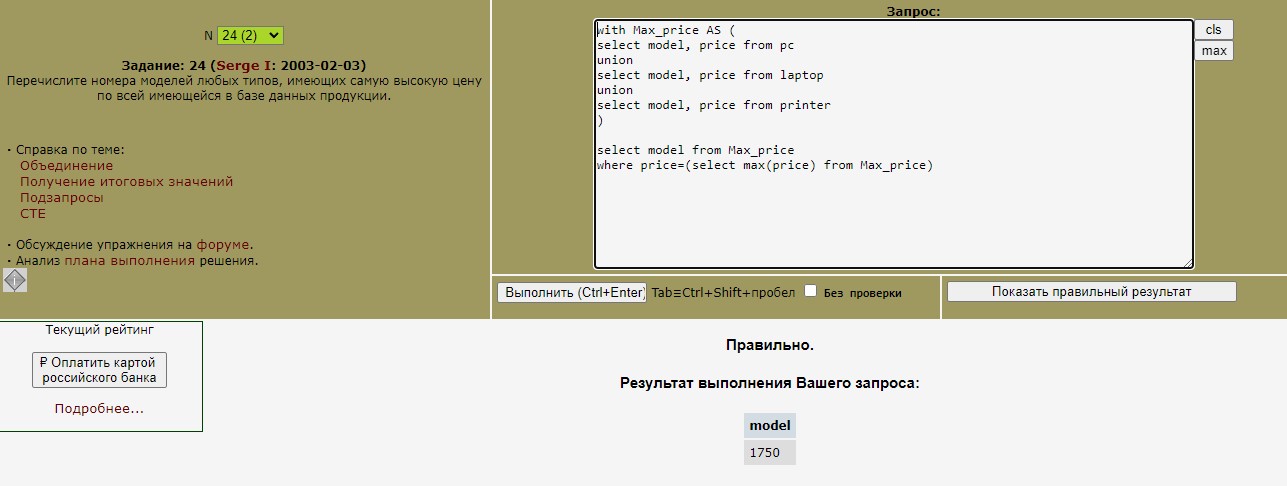 N 24 (2)
Задание: 24 (Serge I: 2003-02-03)
Перечислите номера моделей любых типов, имеющих самую высокую цену
по всей имеющейся в базе данных продукции.
· Справка по теме:
Объединение
Получение итоговых значений
Подзапросы
CTE
· Обсуждение упражнения на форуме.
· Анализ плана выполнения решения.
Запрос:
with Max_price AS (
select model, price from pc
union
select model, price from laptop
union
select model, price from printer
)
select model from Max_price
where price=(select max(price) from Max_price)
cls
max
Выполнить (Ctrl+Enter) Tab≡Ctrl+Shift+пробел Без проверки
Показать правильный результат
Текущий рейтинг
₽ Оплатить картой
российского банка
Подробнее...
Правильно.
Результат выполнения Вашего запроса:
model
1750